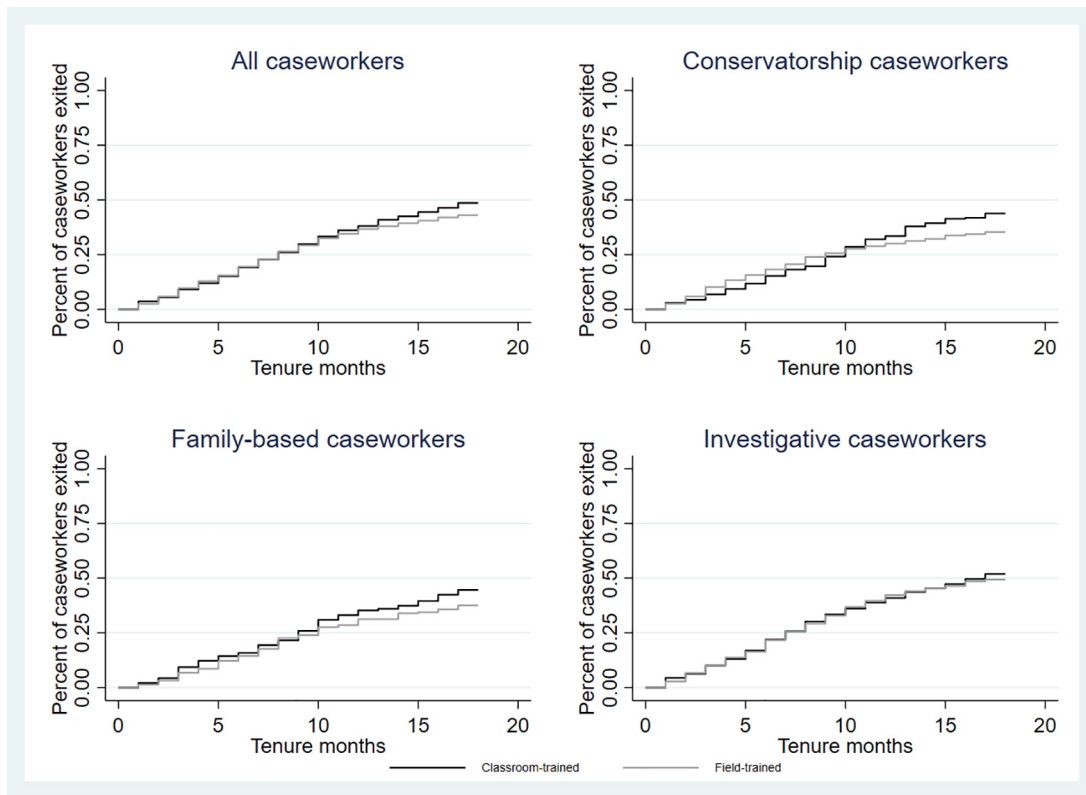 All caseworkers
Percent of caseworkers exited
1.00
0.75
0.50
0.25
0.00
0 5 10 15 20
Tenure months
Conservatorship caseworkers
Percent of caseworkers exited
1.00
0.75
0.50
0.25
0.00
0 5 10 15 20
Tenure months
Family-based caseworkers
Percent of caseworkers exited
1.00
0.75
0.50
0.25
0.00
0 5 10 15 20
Tenure months
Investigative caseworkers
Percent of caseworkers exited
1.00
0.75
0.50
0.25
0.00
0 5 10 15 20
Tenure months
Classroom-trained Field-trained